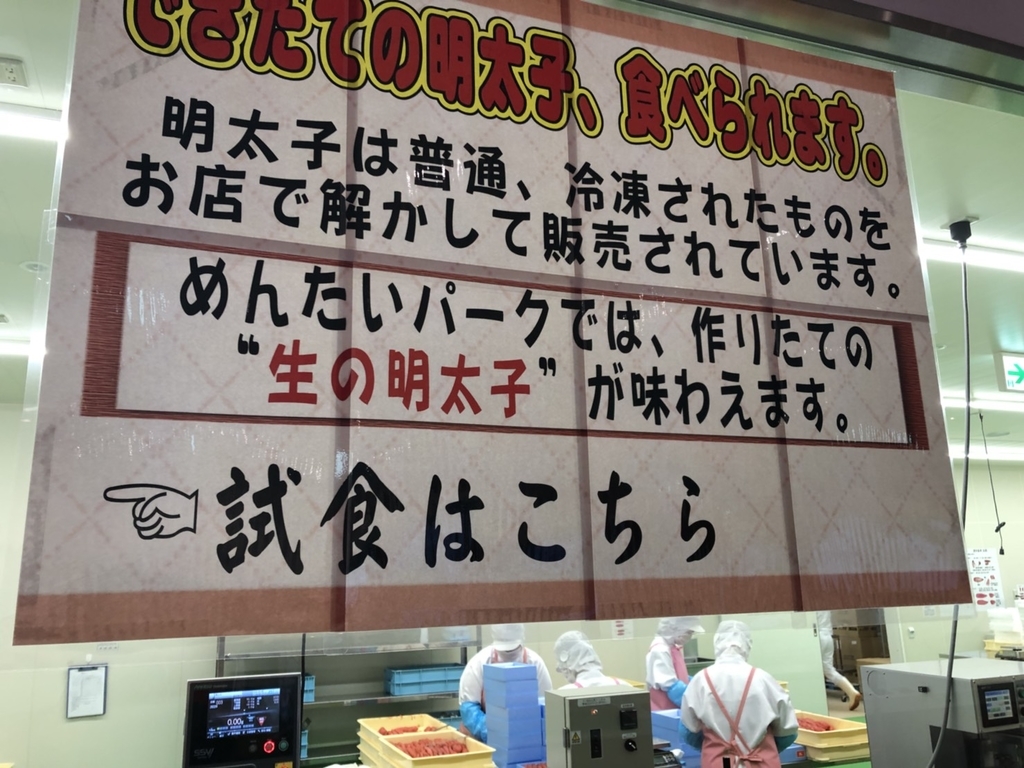 できたての明太子、食べられます。
明太子は普通、冷凍されたものを
お店で解かして販売されています。
めんたいパークでは、作りたての
“生の明太子”が味わえます。
試食はこちら
0.00